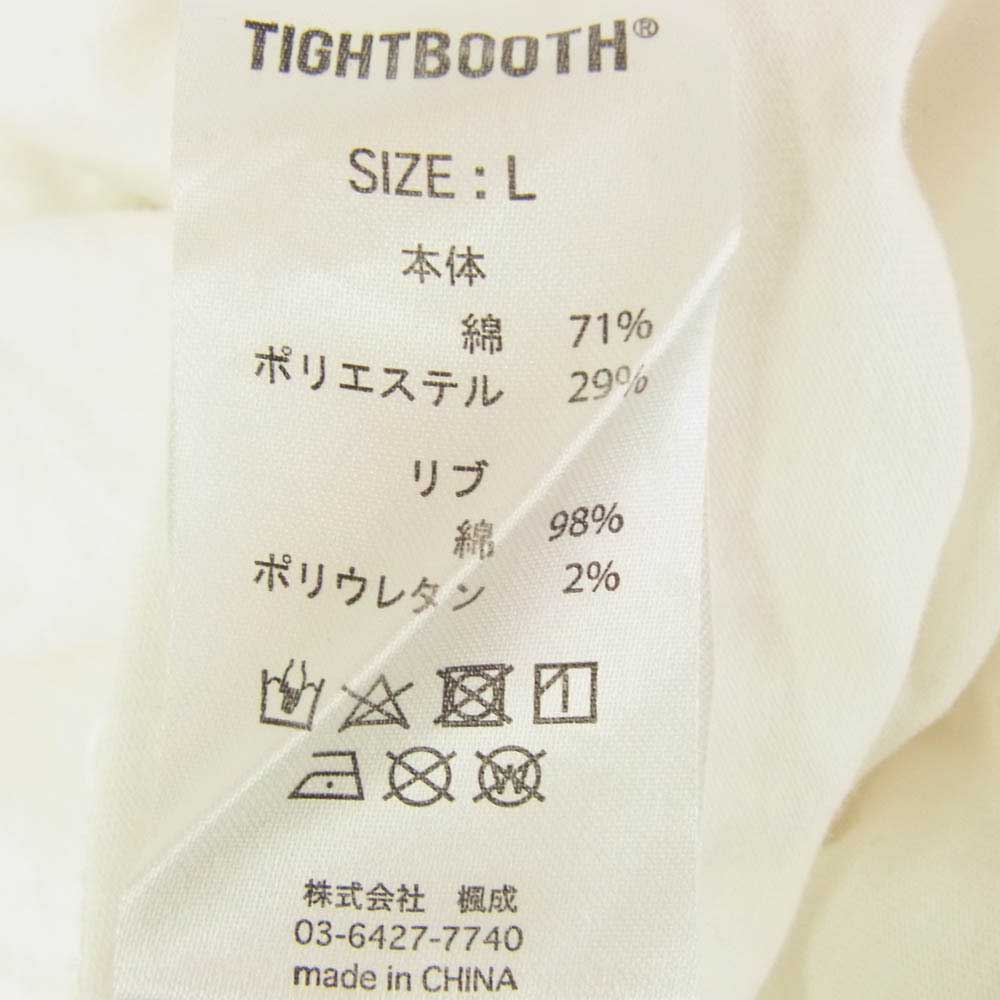 TIGHTBOOTH®
SIZE : L
本体
綿 71%
ポリエステル 29%
リブ
綿 98%
ポリウレタン 2%
株式会社 楓成
03-6427-7740
made in CHINA